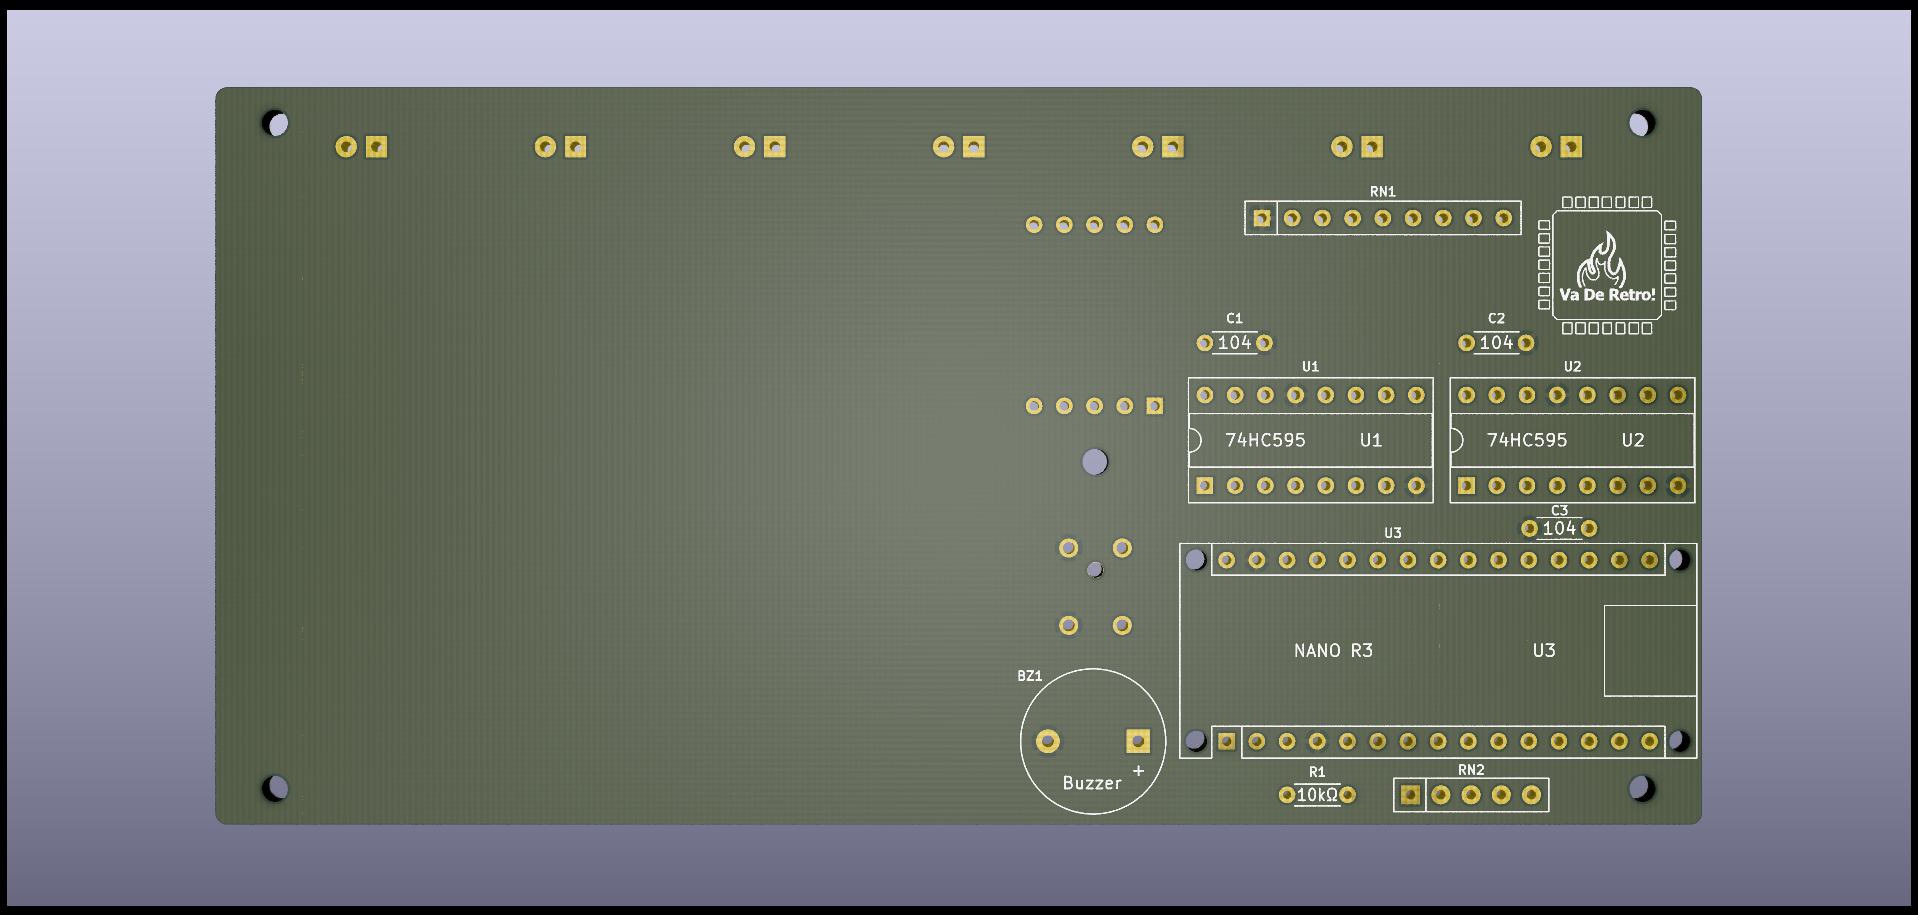 RN1
Va De Retro!
C1
104
C2
104
U1
U2
74HC595 U1
74HC595 U2
C3
104
U3
NANO R3 U3
BZ1
+
Buzzer
R1
10kΩ
RN2